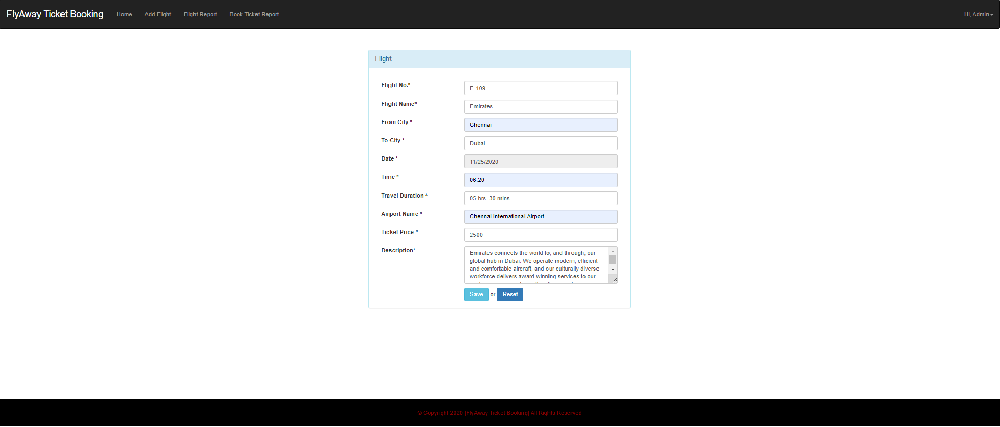 FlyAway Ticket Booking Home Add Flight Flight Report Book Ticket Report Hi, Admin
Flight
Flight No.* E-109
Flight Name* Emirates
From City * Chennai
To City * Dubai
Date * 11/25/2020
Time * 06:20
Travel Duration * 05 hrs. 30 mins
Airport Name * Chennai International Airport
Ticket Price * 2500
Description* Emirates connects the world to, and through, our
global hub in Dubai. We operate modern, efficient
and comfortable aircraft, and our culturally diverse
workforce delivers award-winning services to our
Save or Reset
© Copyright 2020 |FlyAway Ticket Booking| All Rights Reserved